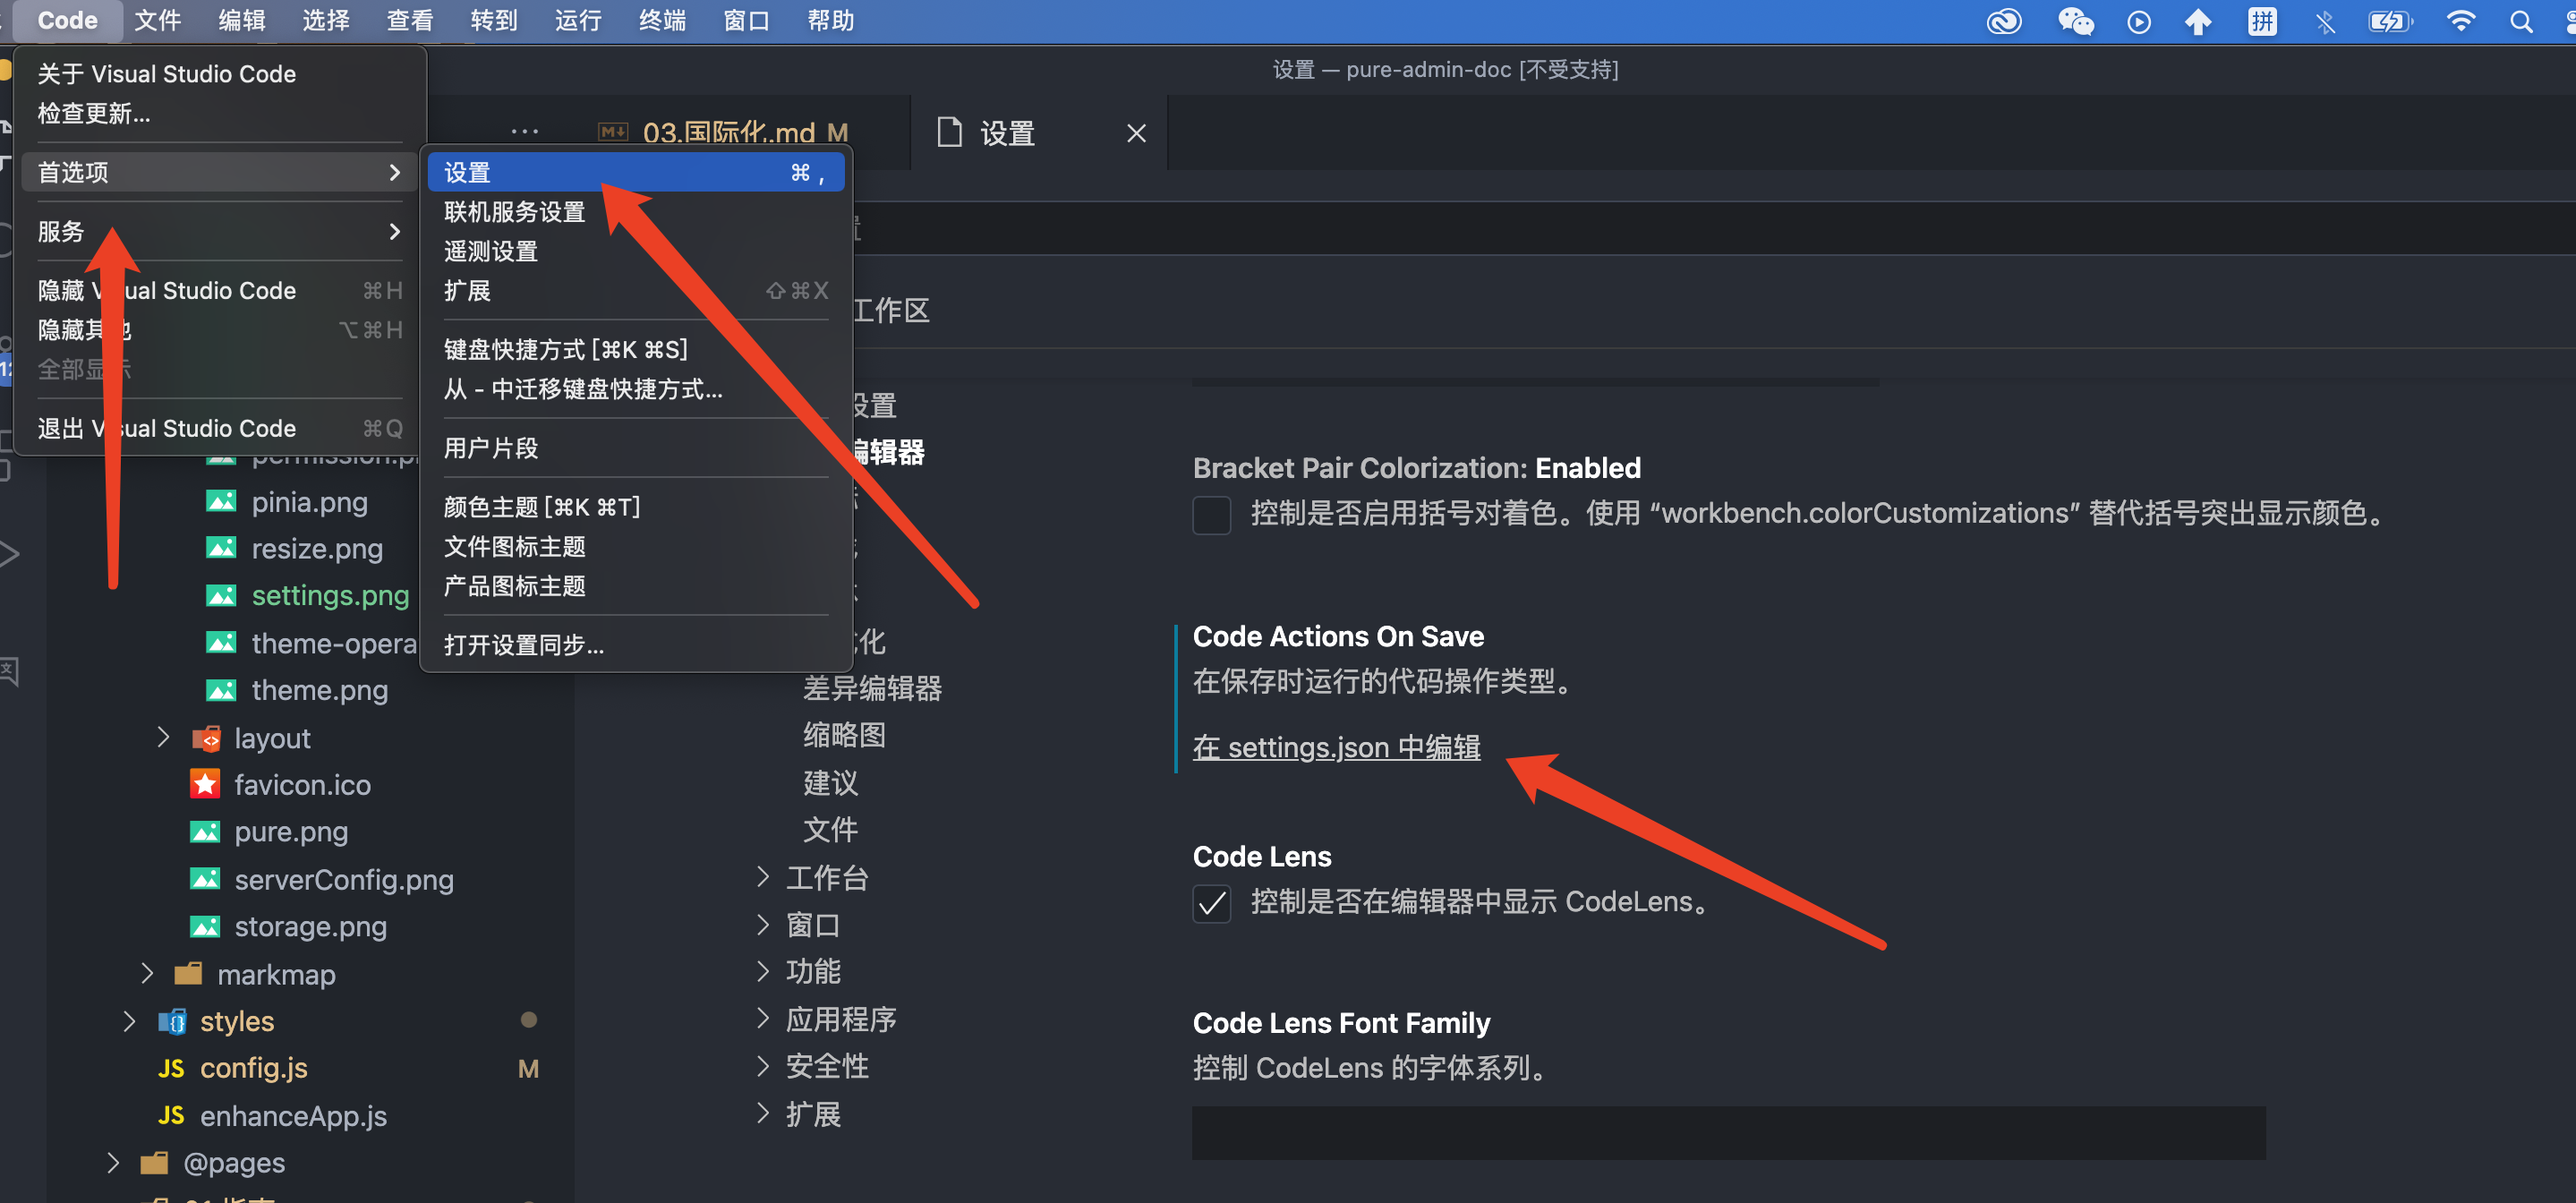 Code 文件 编辑 选择 查看 转到 运行 终端 窗口 帮助 拼
关于 Visual Studio Code
检查更新...
首选项
服务
隐藏 Visual Studio Code ⌘H
隐藏其他 ⌥⌘H
全部显示
退出 Visual Studio Code ⌘Q
设置 — pure-admin-doc [不受支持]
··· 03.国际化.md M
设置
设置 ⌘ ,
联机服务设置
遥测设置
扩展 ⇧⌘X
键盘快捷方式 [⌘K ⌘S]
从 - 中迁移键盘快捷方式...
用户片段
颜色主题 [⌘K ⌘T]
文件图标主题
产品图标主题
打开设置同步...
pinia.png
resize.png
settings.png
theme-opera
theme.png
layout
favicon.ico
pure.png
serverConfig.png
storage.png
markmap
styles
JS config.js M
JS enhanceApp.js
@pages
工作区
设置
编辑器
化
差异编辑器
缩略图
建议
文件
工作台
窗口
功能
应用程序
安全性
扩展
Bracket Pair Colorization: Enabled
控制是否启用括号对着色。使用 “workbench.colorCustomizations” 替代括号突出显示颜色。
Code Actions On Save
在保存时运行的代码操作类型。
在 settings.json 中编辑
Code Lens
控制是否在编辑器中显示 CodeLens。
Code Lens Font Family
控制 CodeLens 的字体系列。